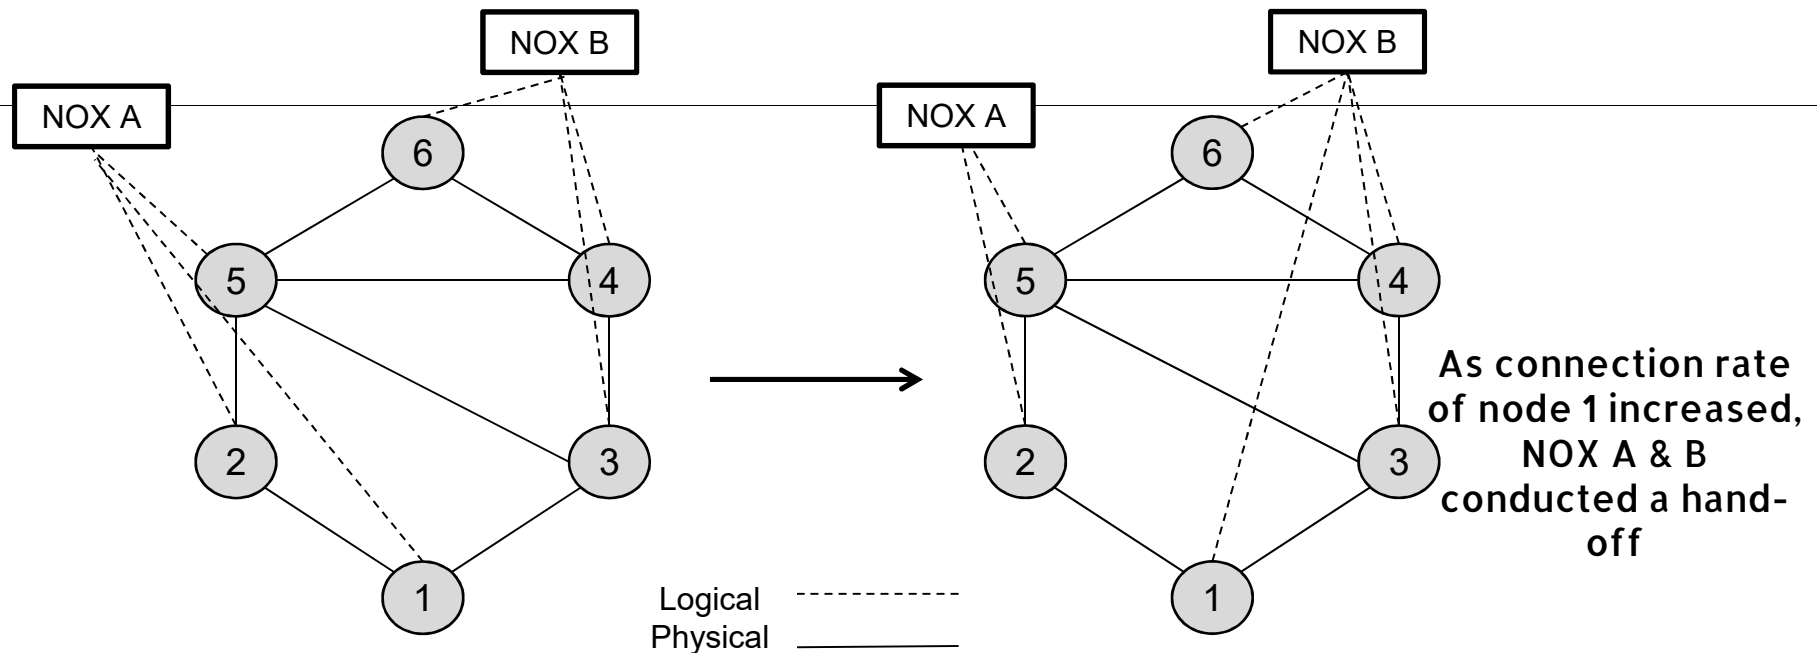 NOX B
NOX A
6
5
4
2
3
1
NOX B
NOX A
6
5
4
2
3
1
As connection rate
of node 1 increased,
NOX A & B
conducted a hand-
off
Logical
Physical